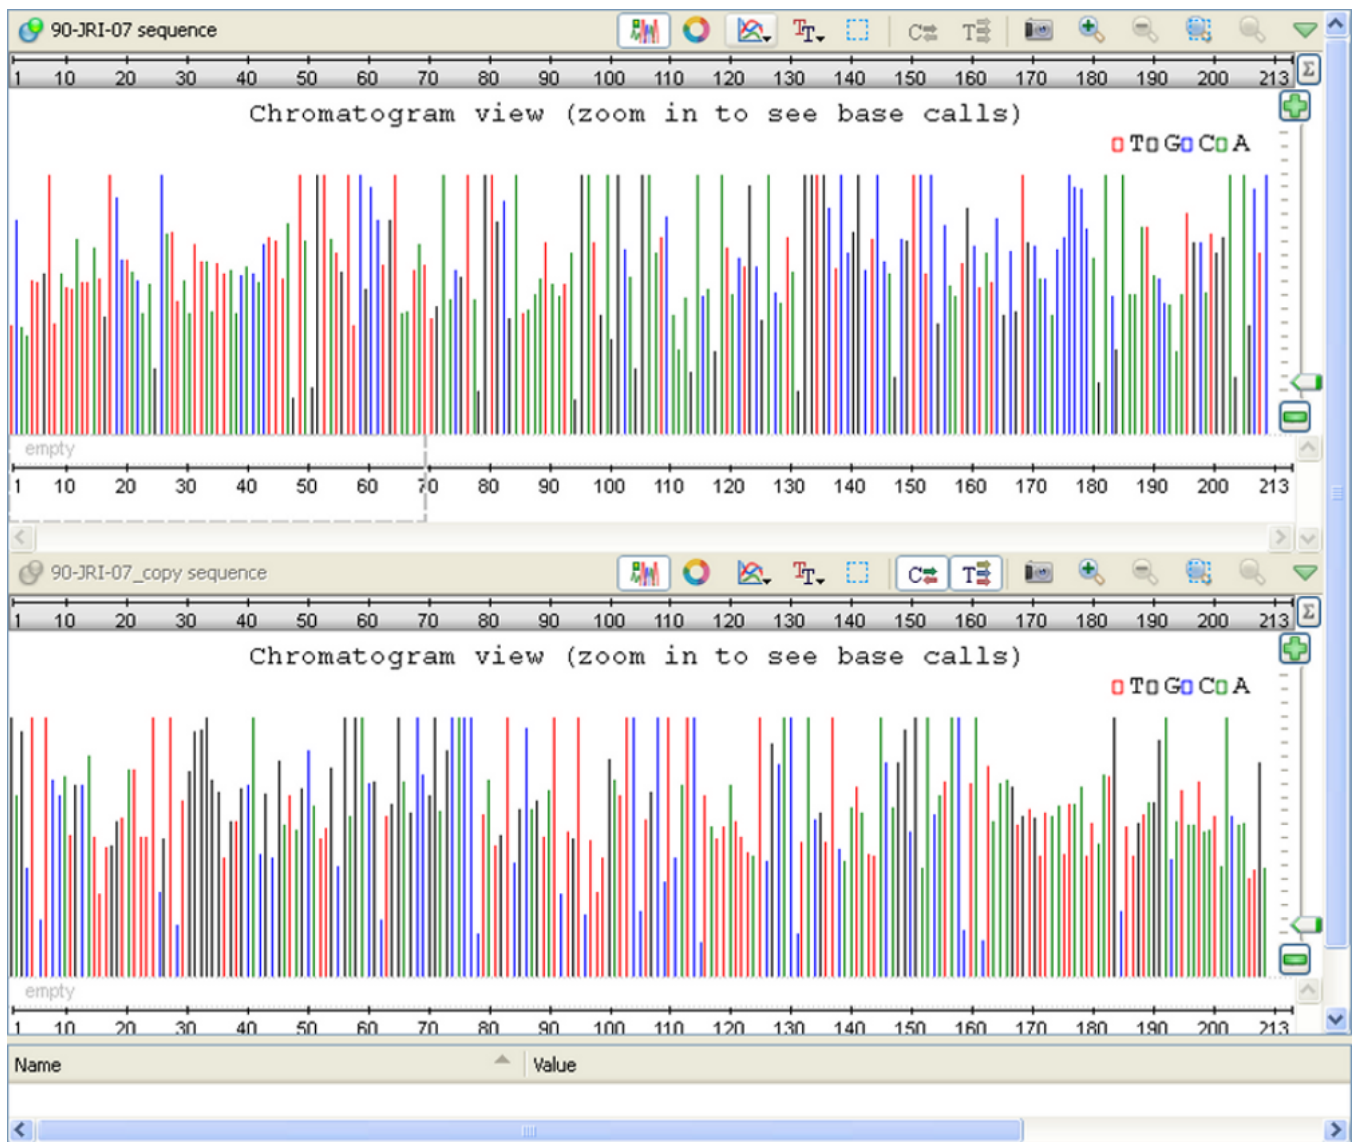 90-JRI-07 sequence
1 10 20 30 40 50 60 70 80 90 100 110 120 130 140 150 160 170 180 190 200 213 Σ
Chromatogram view (zoom in to see base calls)
T G C A
empty
1 10 20 30 40 50 60 70 80 90 100 110 120 130 140 150 160 170 180 190 200 213
90-JRI-07_copy sequence
1 10 20 30 40 50 60 70 80 90 100 110 120 130 140 150 160 170 180 190 200 213 Σ
Chromatogram view (zoom in to see base calls)
T G C A
empty
1 10 20 30 40 50 60 70 80 90 100 110 120 130 140 150 160 170 180 190 200 213
Name Value